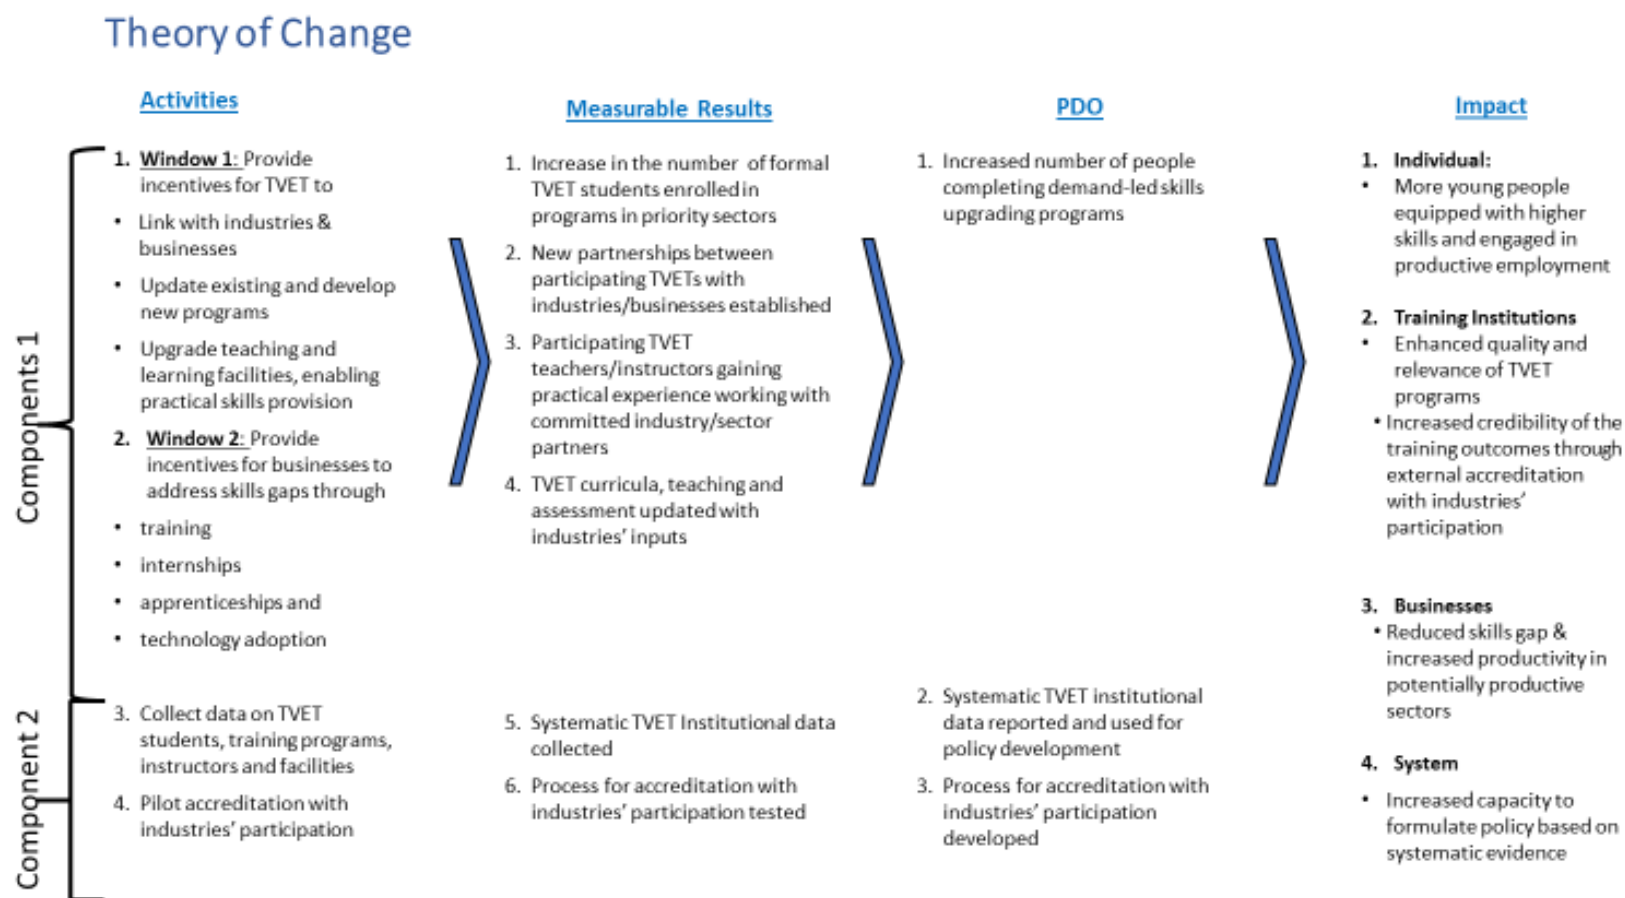 Theory of Change
Activities
Components 1
1. Window 1: Provide
incentives for TVET to
• Link with industries &
businesses
• Update existing and develop
new programs
• Upgrade teaching and
learning facilities, enabling
practical skills provision
2. Window 2: Provide
incentives for businesses to
address skills gaps through
• training
• internships
• apprenticeships and
• technology adoption
Component 2
3. Collect data on TVET
students, training programs,
instructors and facilities
4. Pilot accreditation with
industries' participation
Measurable Results
1. Increase in the number of formal
TVET students enrolled in
programs in priority sectors
2. New partnerships between
participating TVETs with
industries/businesses established
3. Participating TVET
teachers/instructors gaining
practical experience working with
committed industry/sector
partners
4. TVET curricula, teaching and
assessment updated with
industries' inputs
5. Systematic TVET Institutional data
collected
6. Process for accreditation with
industries' participation tested
PDO
1. Increased number of people
completing demand-led skills
upgrading programs
2. Systematic TVET institutional
data reported and used for
policy development
3. Process for accreditation with
industries' participation
developed
Impact
1. Individual:
• More young people
equipped with higher
skills and engaged in
productive employment
2. Training Institutions
• Enhanced quality and
relevance of TVET
programs
• Increased credibility of the
training outcomes through
external accreditation
with industries'
participation
3. Businesses
• Reduced skills gap &
increased productivity in
potentially productive
sectors
4. System
• Increased capacity to
formulate policy based on
systematic evidence